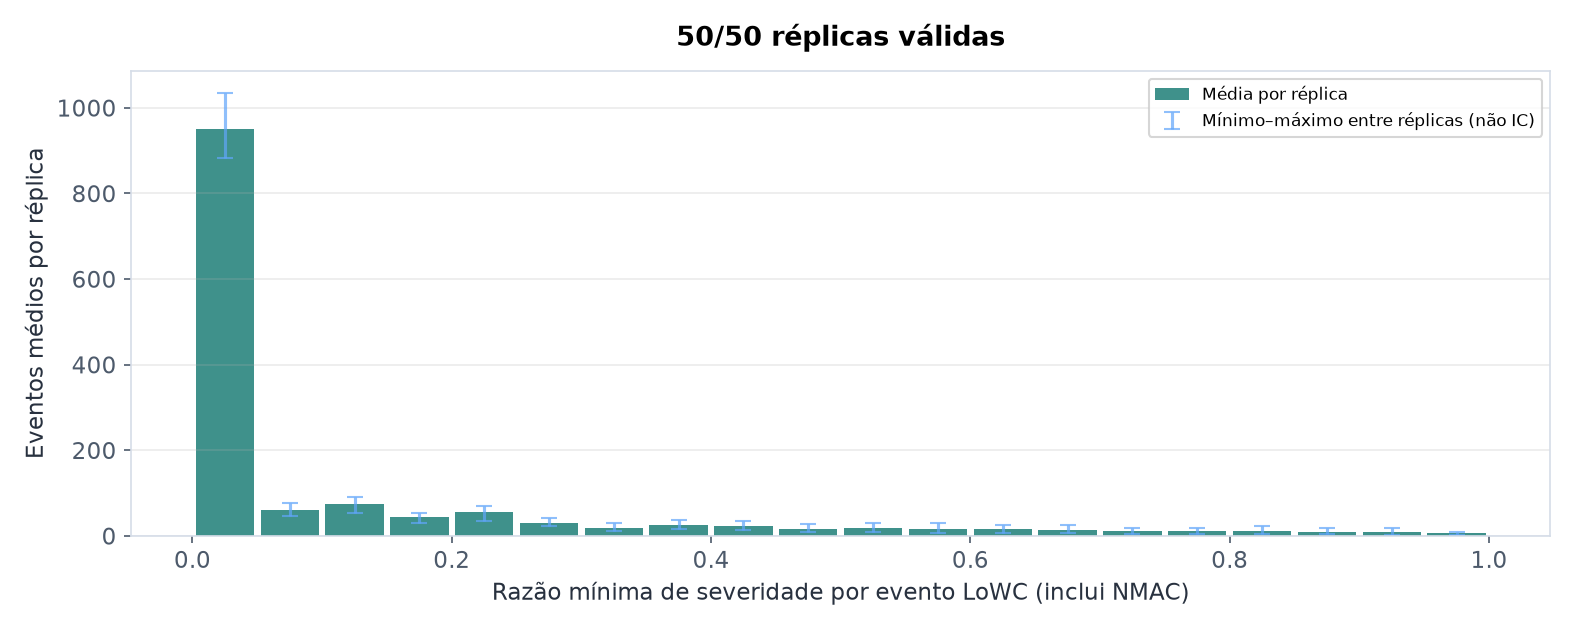 50/50 réplicas válidas
Média por réplica
Mínimo–máximo entre réplicas (não IC)
Eventos médios por réplica
1000
800
600
400
200
0
0.0 0.2 0.4 0.6 0.8 1.0
Razão mínima de severidade por evento LoWC (inclui NMAC)